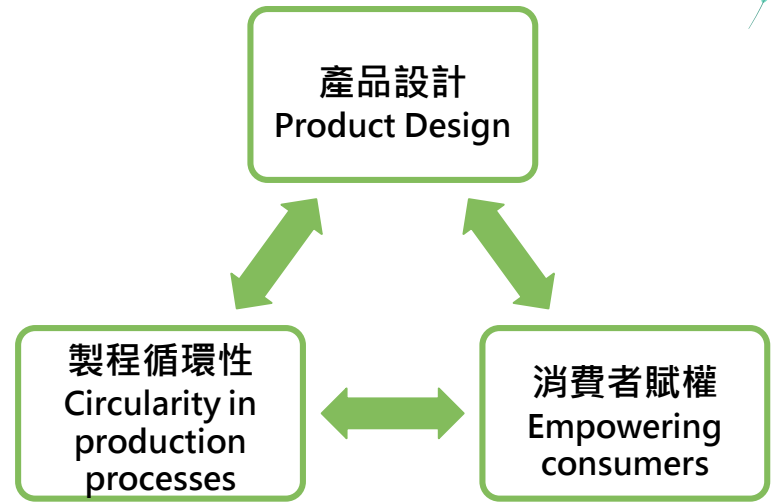 產品設計
Product Design
製程循環性
Circularity in
production
processes
消費者賦權
Empowering
consumers